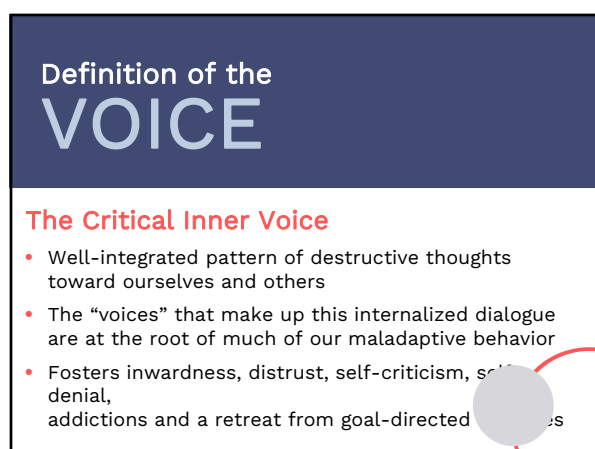 Definition of the
VOICE
The Critical Inner Voice
• Well-integrated pattern of destructive thoughts
toward ourselves and others
• The “voices” that make up this internalized dialogue
are at the root of much of our maladaptive behavior
• Fosters inwardness, distrust, self-criticism,
denial,
addictions and a retreat from goal-directed